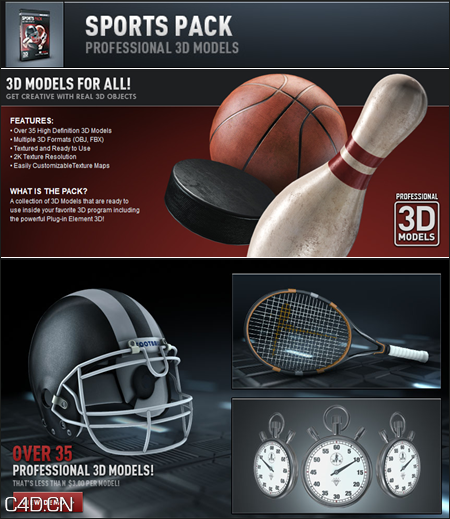 SPORTS PACK
PROFESSIONAL 3D MODELS
3D MODELS FOR ALL!
GET CREATIVE WITH REAL 3D OBJECTS
FEATURES:
• Over 35 High Definition 3D Models
• Multiple 3D Formats (OBJ, FBX)
• Textured and Ready to Use
• 2K Texture Resolution
• Easily CustomizableTexture Maps
WHAT IS THE PACK?
A collection of 3D Models that are ready to
use inside your favorite 3D program including
the powerful Plug-in Element 3D!
PROFESSIONAL
3D
MODELS
OVER 35
PROFESSIONAL 3D MODELS!
THAT'S LESS THAN $3.00 PER MODEL!
C4D.CN